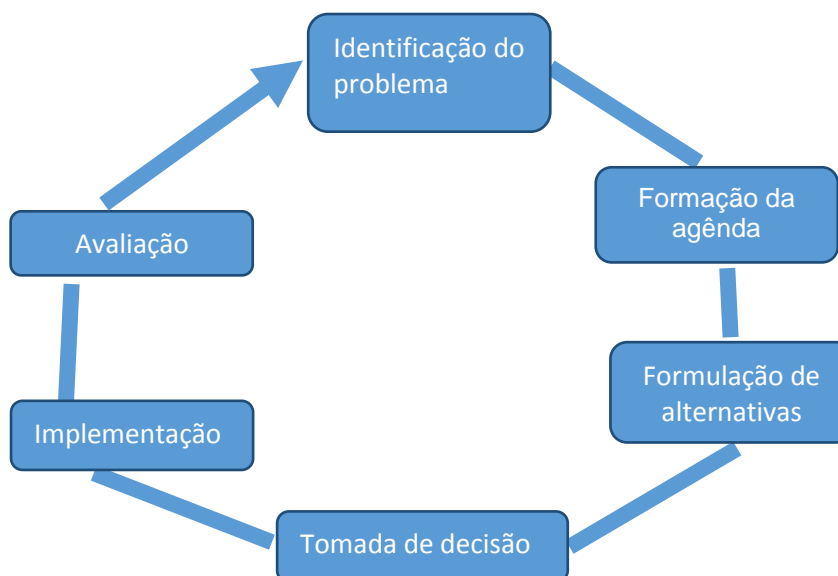 Identificação do
problema
Formação da
agênda
Formulação de
alternativas
Tomada de decisão
Implementação
Avaliação